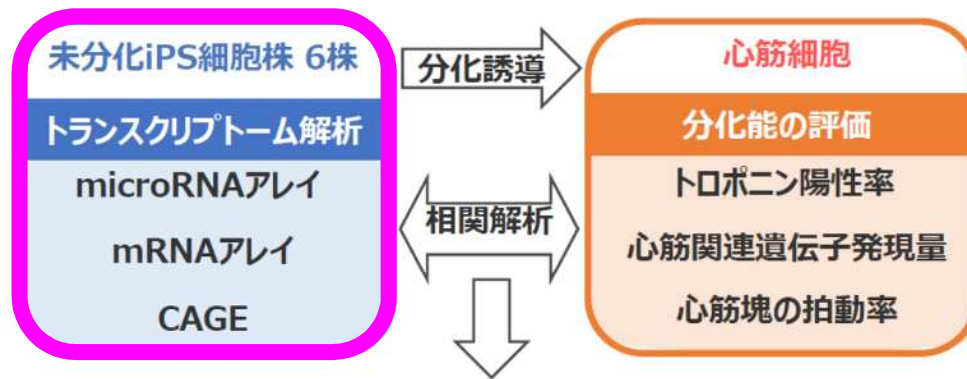 未分化iPS細胞株 6株
トランスクリプトーム解析
microRNAアレイ
mRNAアレイ
CAGE
分化誘導
相関解析
心筋細胞
分化能の評価
トロポニン陽性率
心筋関連遺伝子発現量
心筋塊の拍動率